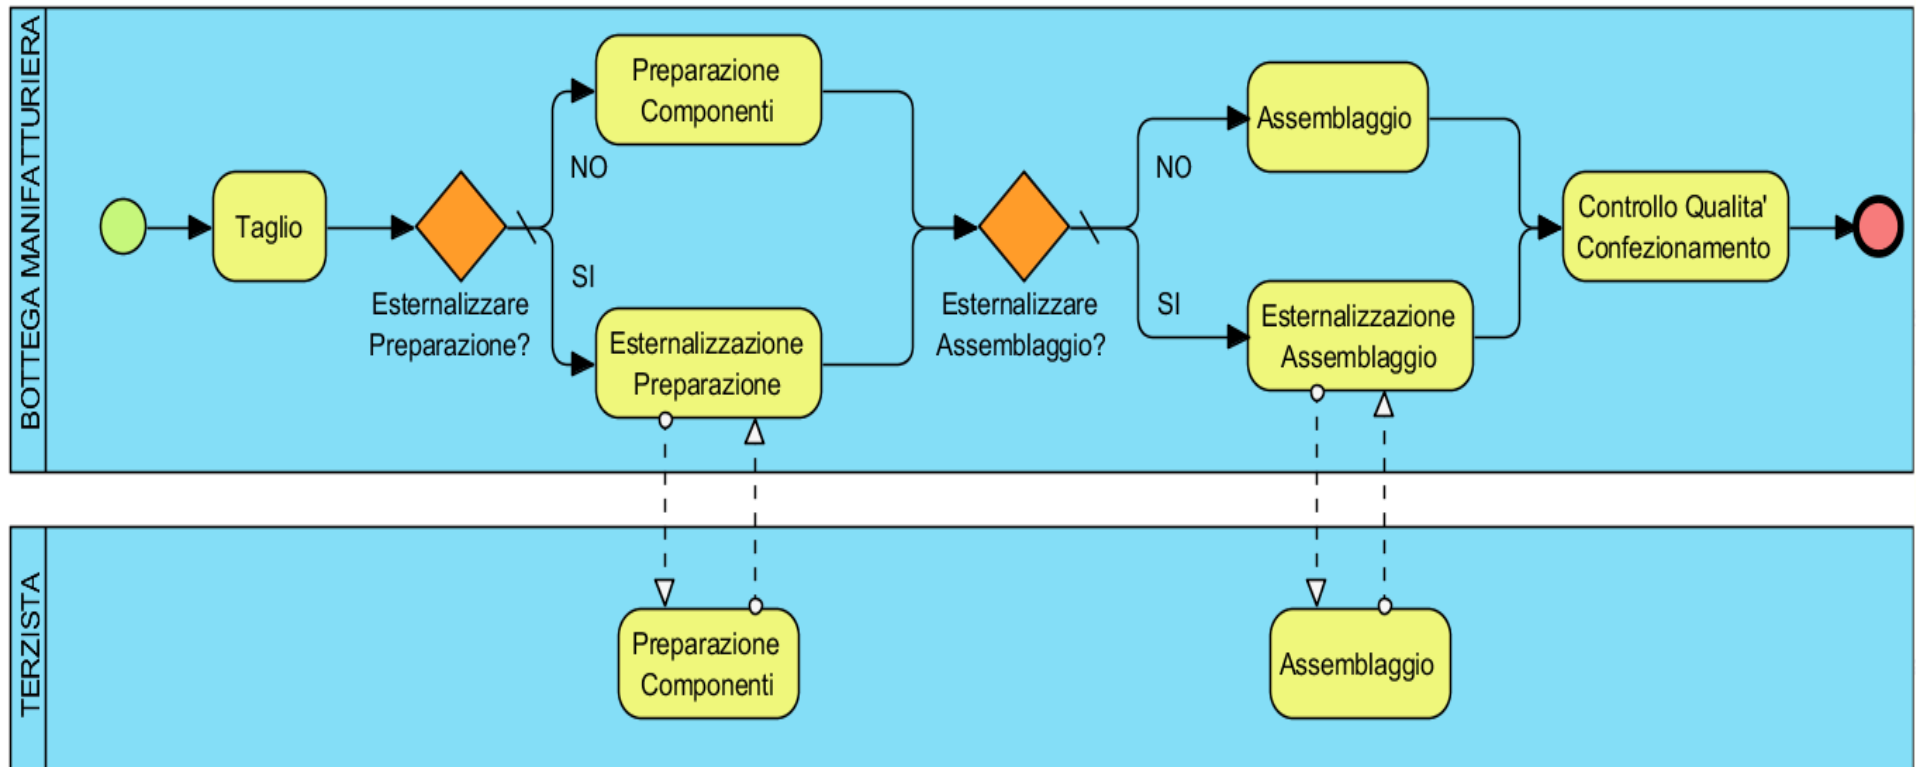 BOTTEGA MANIFATTURIERA
Taglio
Esternalizzare
Preparazione?
NO
SI
Preparazione
Componenti
Esternalizzazione
Preparazione
Esternalizzare
Assemblaggio?
NO
SI
Assemblaggio
Esternalizzazione
Assemblaggio
Controllo Qualita'
Confezionamento
TERZISTA
Preparazione
Componenti
Assemblaggio